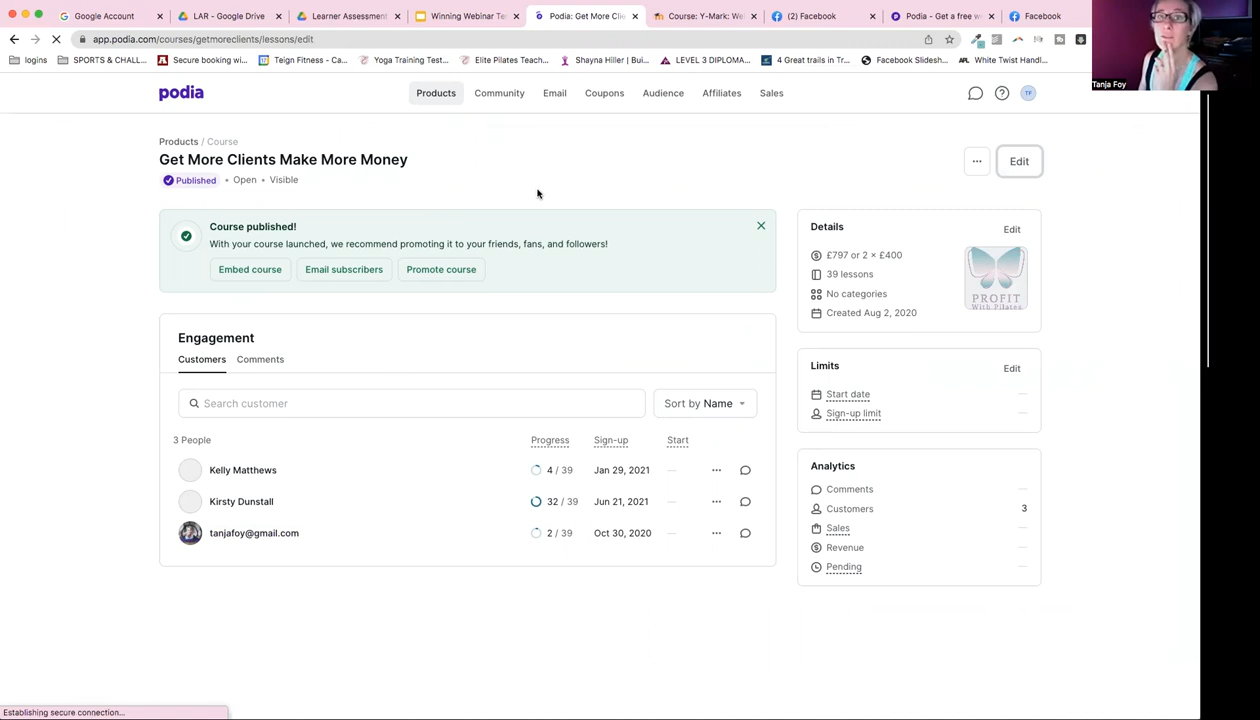 Google Account
LAR - Google Drive
Learner Assessment
Winning Webinar Te
Podia: Get More Clie
Course: Y-Mark: We
(2) Facebook
Podia - Get a free w
Facebook
app.podia.com/courses/getmoreclients/lessons/edit
logins
SPORTS & CHALL...
Secure booking wi...
Teign Fitness - Ca...
Yoga Training Test...
Elite Pilates Teach...
Shayna Hiller | Bui...
LEVEL 3 DIPLOMA...
4 Great trails in Tr...
Facebook Slidesh...
APL White Twist Handl...
Tanja Foy
podia
Products
Community
Email
Coupons
Audience
Affiliates
Sales
TF
Products / Course
Get More Clients Make More Money
Published • Open • Visible
... Edit
Course published!
With your course launched, we recommend promoting it to your friends, fans, and followers!
Embed course
Email subscribers
Promote course
Engagement
Customers Comments
Search customer
Sort by Name
3 People Progress Sign-up Start
Kelly Matthews 4 / 39 Jan 29, 2021 — ...
Kirsty Dunstall 32 / 39 Jun 21, 2021 — ...
tanjafoy@gmail.com 2 / 39 Oct 30, 2020 — ...
Details Edit
£797 or 2 × £400
39 lessons
No categories
Created Aug 2, 2020
PROFIT
With Pilates
Limits Edit
Start date —
Sign-up limit —
Analytics
Comments —
Customers 3
Sales —
Revenue —
Pending —
Establishing secure connection...